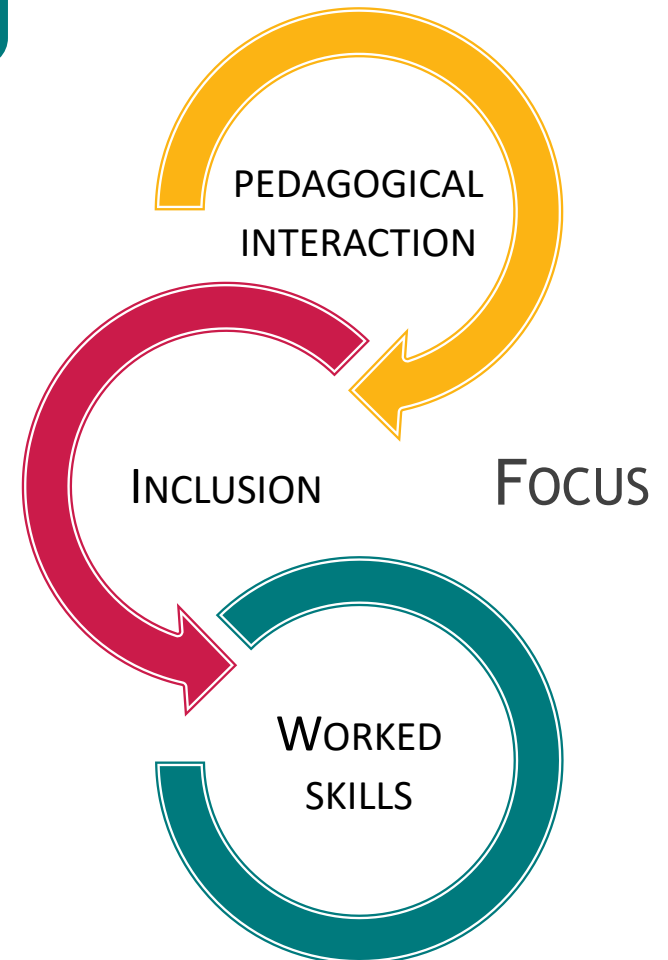 PEDAGOGICAL
INTERACTION
INCLUSION
FOCUS
WORKED
SKILLS